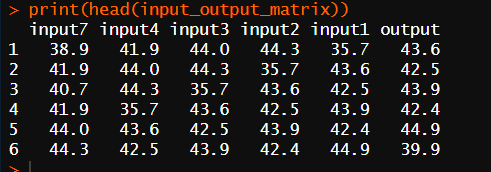 > print(head(input_output_matrix))
input7 input4 input3 input2 input1 output
1 38.9 41.9 44.0 44.3 35.7 43.6
2 41.9 44.0 44.3 35.7 43.6 42.5
3 40.7 44.3 35.7 43.6 42.5 43.9
4 41.9 35.7 43.6 42.5 43.9 42.4
5 44.0 43.6 42.5 43.9 42.4 44.9
6 44.3 42.5 43.9 42.4 44.9 39.9
>